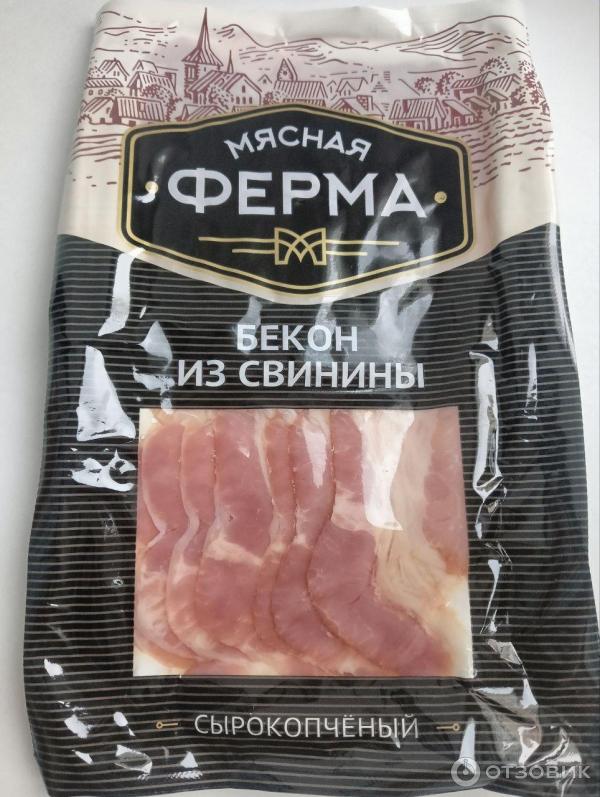 МЯСНАЯ
ФЕРМА
БЕКОН
ИЗ СВИНИНЫ
СЫРОКОПЧЁНЫЙ
ОТЗОВИК